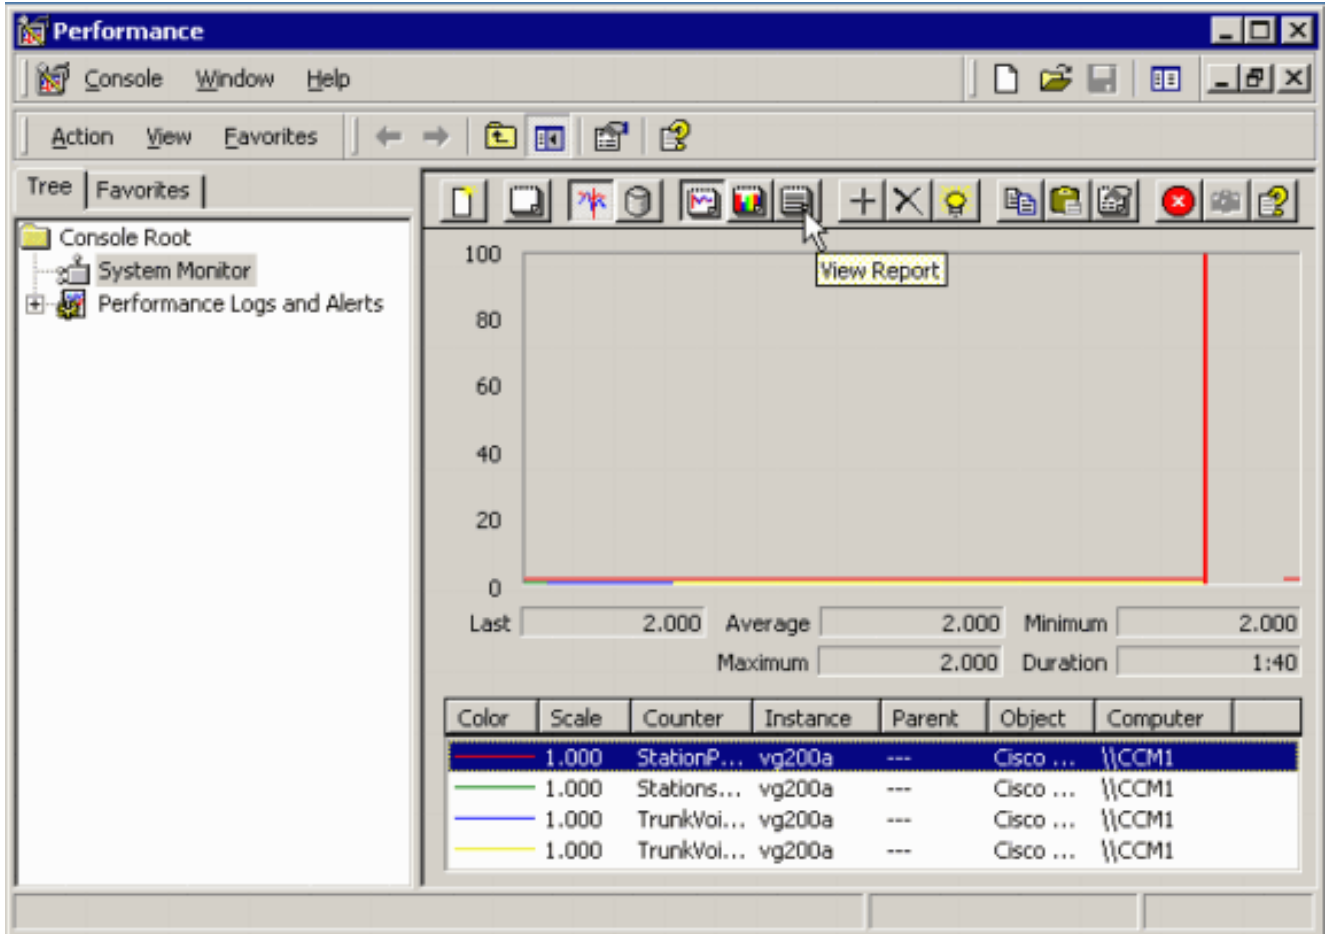 Performance
Console Window Help
Action View Favorites
Tree Favorites
Console Root
System Monitor
Performance Logs and Alerts
View Report
100
80
60
40
20
0
Last 2.000 Average 2.000 Minimum 2.000
Maximum 2.000 Duration 1:40
Color Scale Counter Instance Parent Object Computer
1.000 StationP... vg200a --- Cisco ... \\CCM1
1.000 Stations... vg200a --- Cisco ... \\CCM1
1.000 TrunkVoi... vg200a --- Cisco ... \\CCM1
1.000 TrunkVoi... vg200a --- Cisco ... \\CCM1